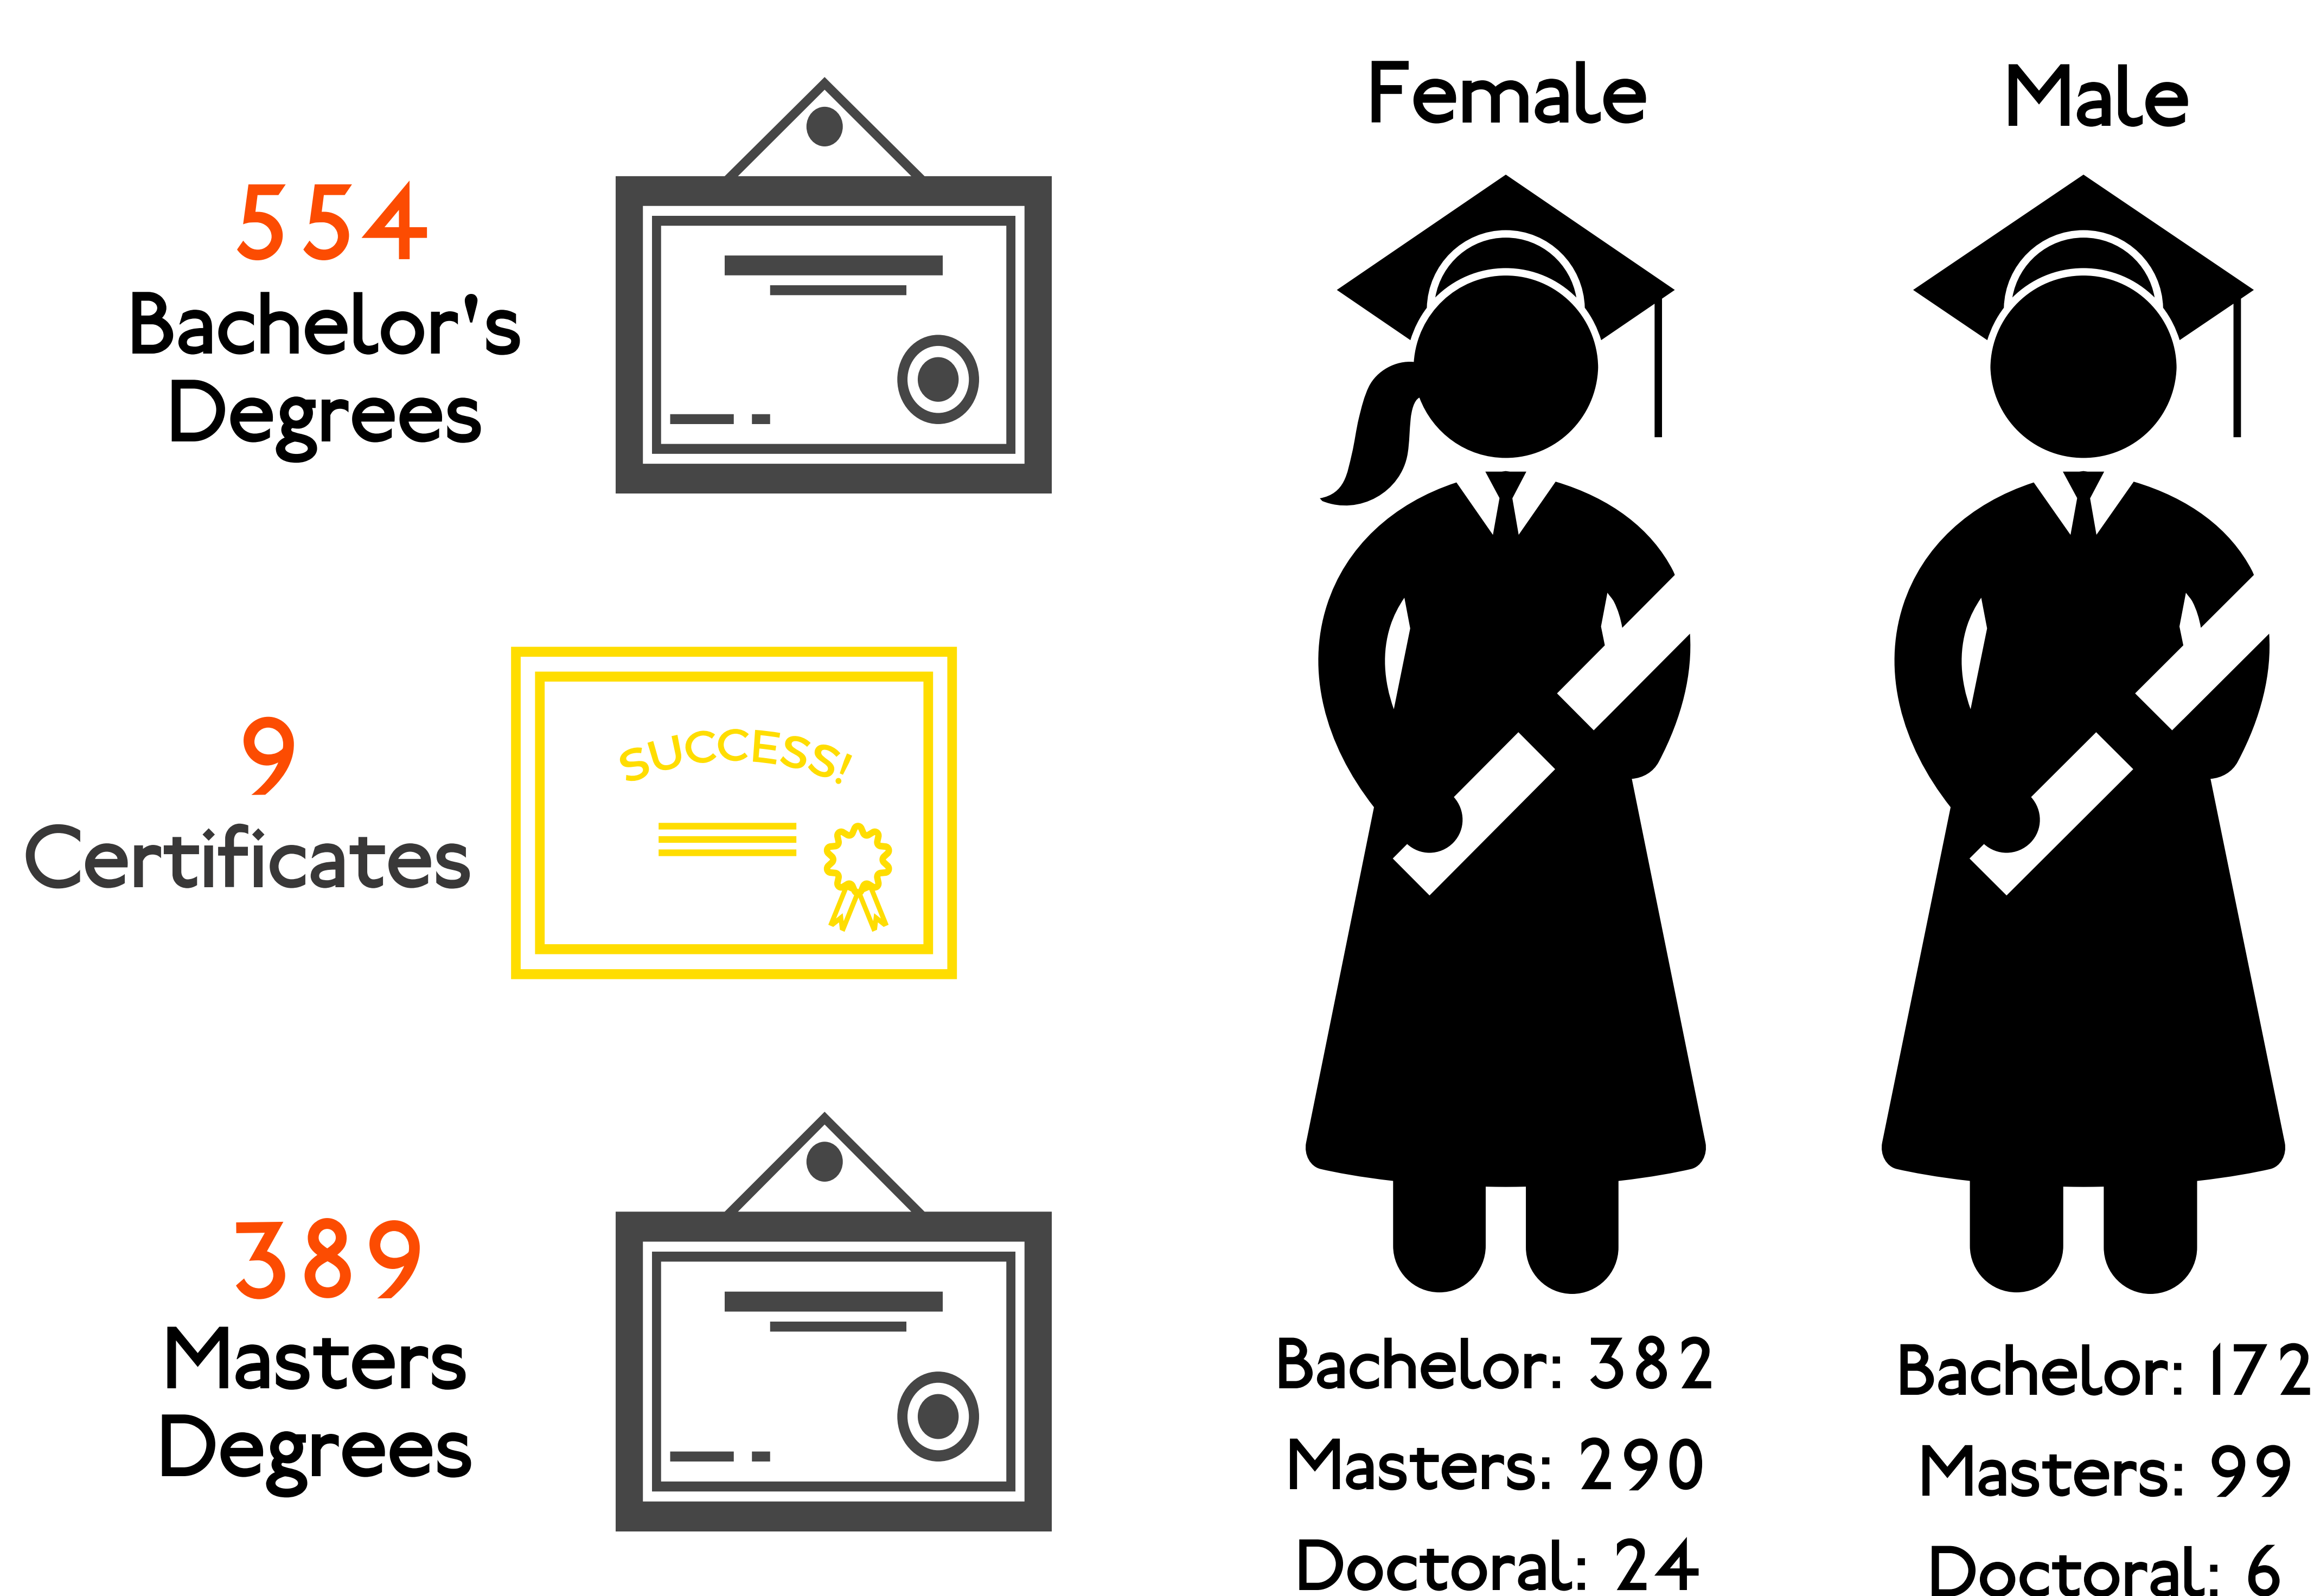 554
Bachelor's
Degrees
9
Certificates
SUCCESS!
389
Masters
Degrees
Female
Bachelor: 382
Masters: 290
Doctoral: 24
Male
Bachelor: 172
Masters: 99
Doctoral: 6